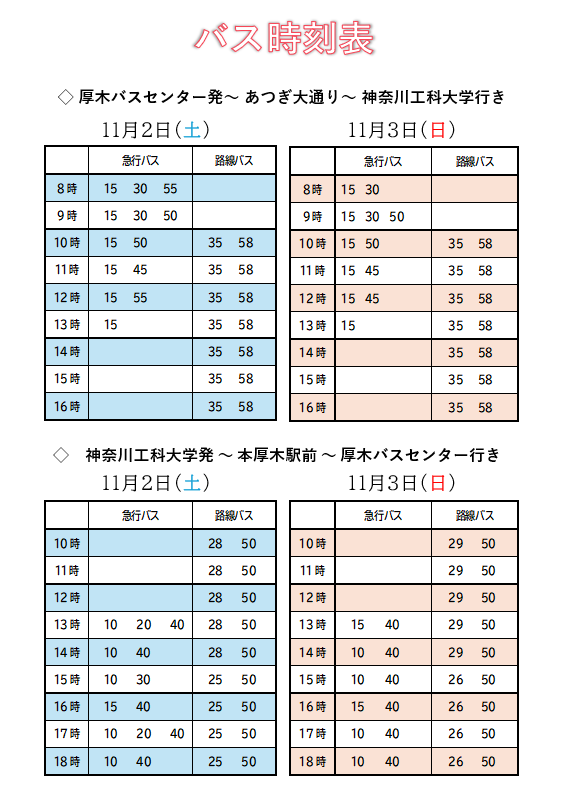 バス時刻表
◇ 厚木バスセンター発～ あつぎ大通り～ 神奈川工科大学行き
11月2日(土)
急行バス 路線バス
8時 15 30 55
9時 15 30 50
10時 15 50 35 58
11時 15 45 35 58
12時 15 55 35 58
13時 15 35 58
14時 35 58
15時 35 58
16時 35 58
11月3日(日)
急行バス 路線バス
8時 15 30
9時 15 30 50
10時 15 50 35 58
11時 15 45 35 58
12時 15 45 35 58
13時 15 35 58
14時 35 58
15時 35 58
16時 35 58
◇ 神奈川工科大学発 ～ 本厚木駅前 ～ 厚木バスセンター行き
11月2日(土)
急行バス 路線バス
10時 28 50
11時 28 50
12時 28 50
13時 10 20 40 28 50
14時 10 40 28 50
15時 10 30 25 50
16時 15 40 25 50
17時 10 20 40 25 50
18時 10 40 25 50
11月3日(日)
急行バス 路線バス
10時 29 50
11時 29 50
12時 29 50
13時 15 40 29 50
14時 10 40 29 50
15時 10 40 26 50
16時 15 40 26 50
17時 10 40 26 50
18時 10 40 26 50